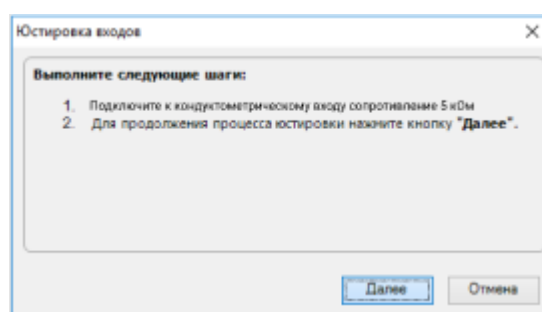 Юстировка входов
Выполните следующие шаги:
1. Подключите к кондуктометрическому входу сопротивление 5 кОм
2. Для продолжения процесса юстировки нажмите кнопку "Далее".
Далее Отмена